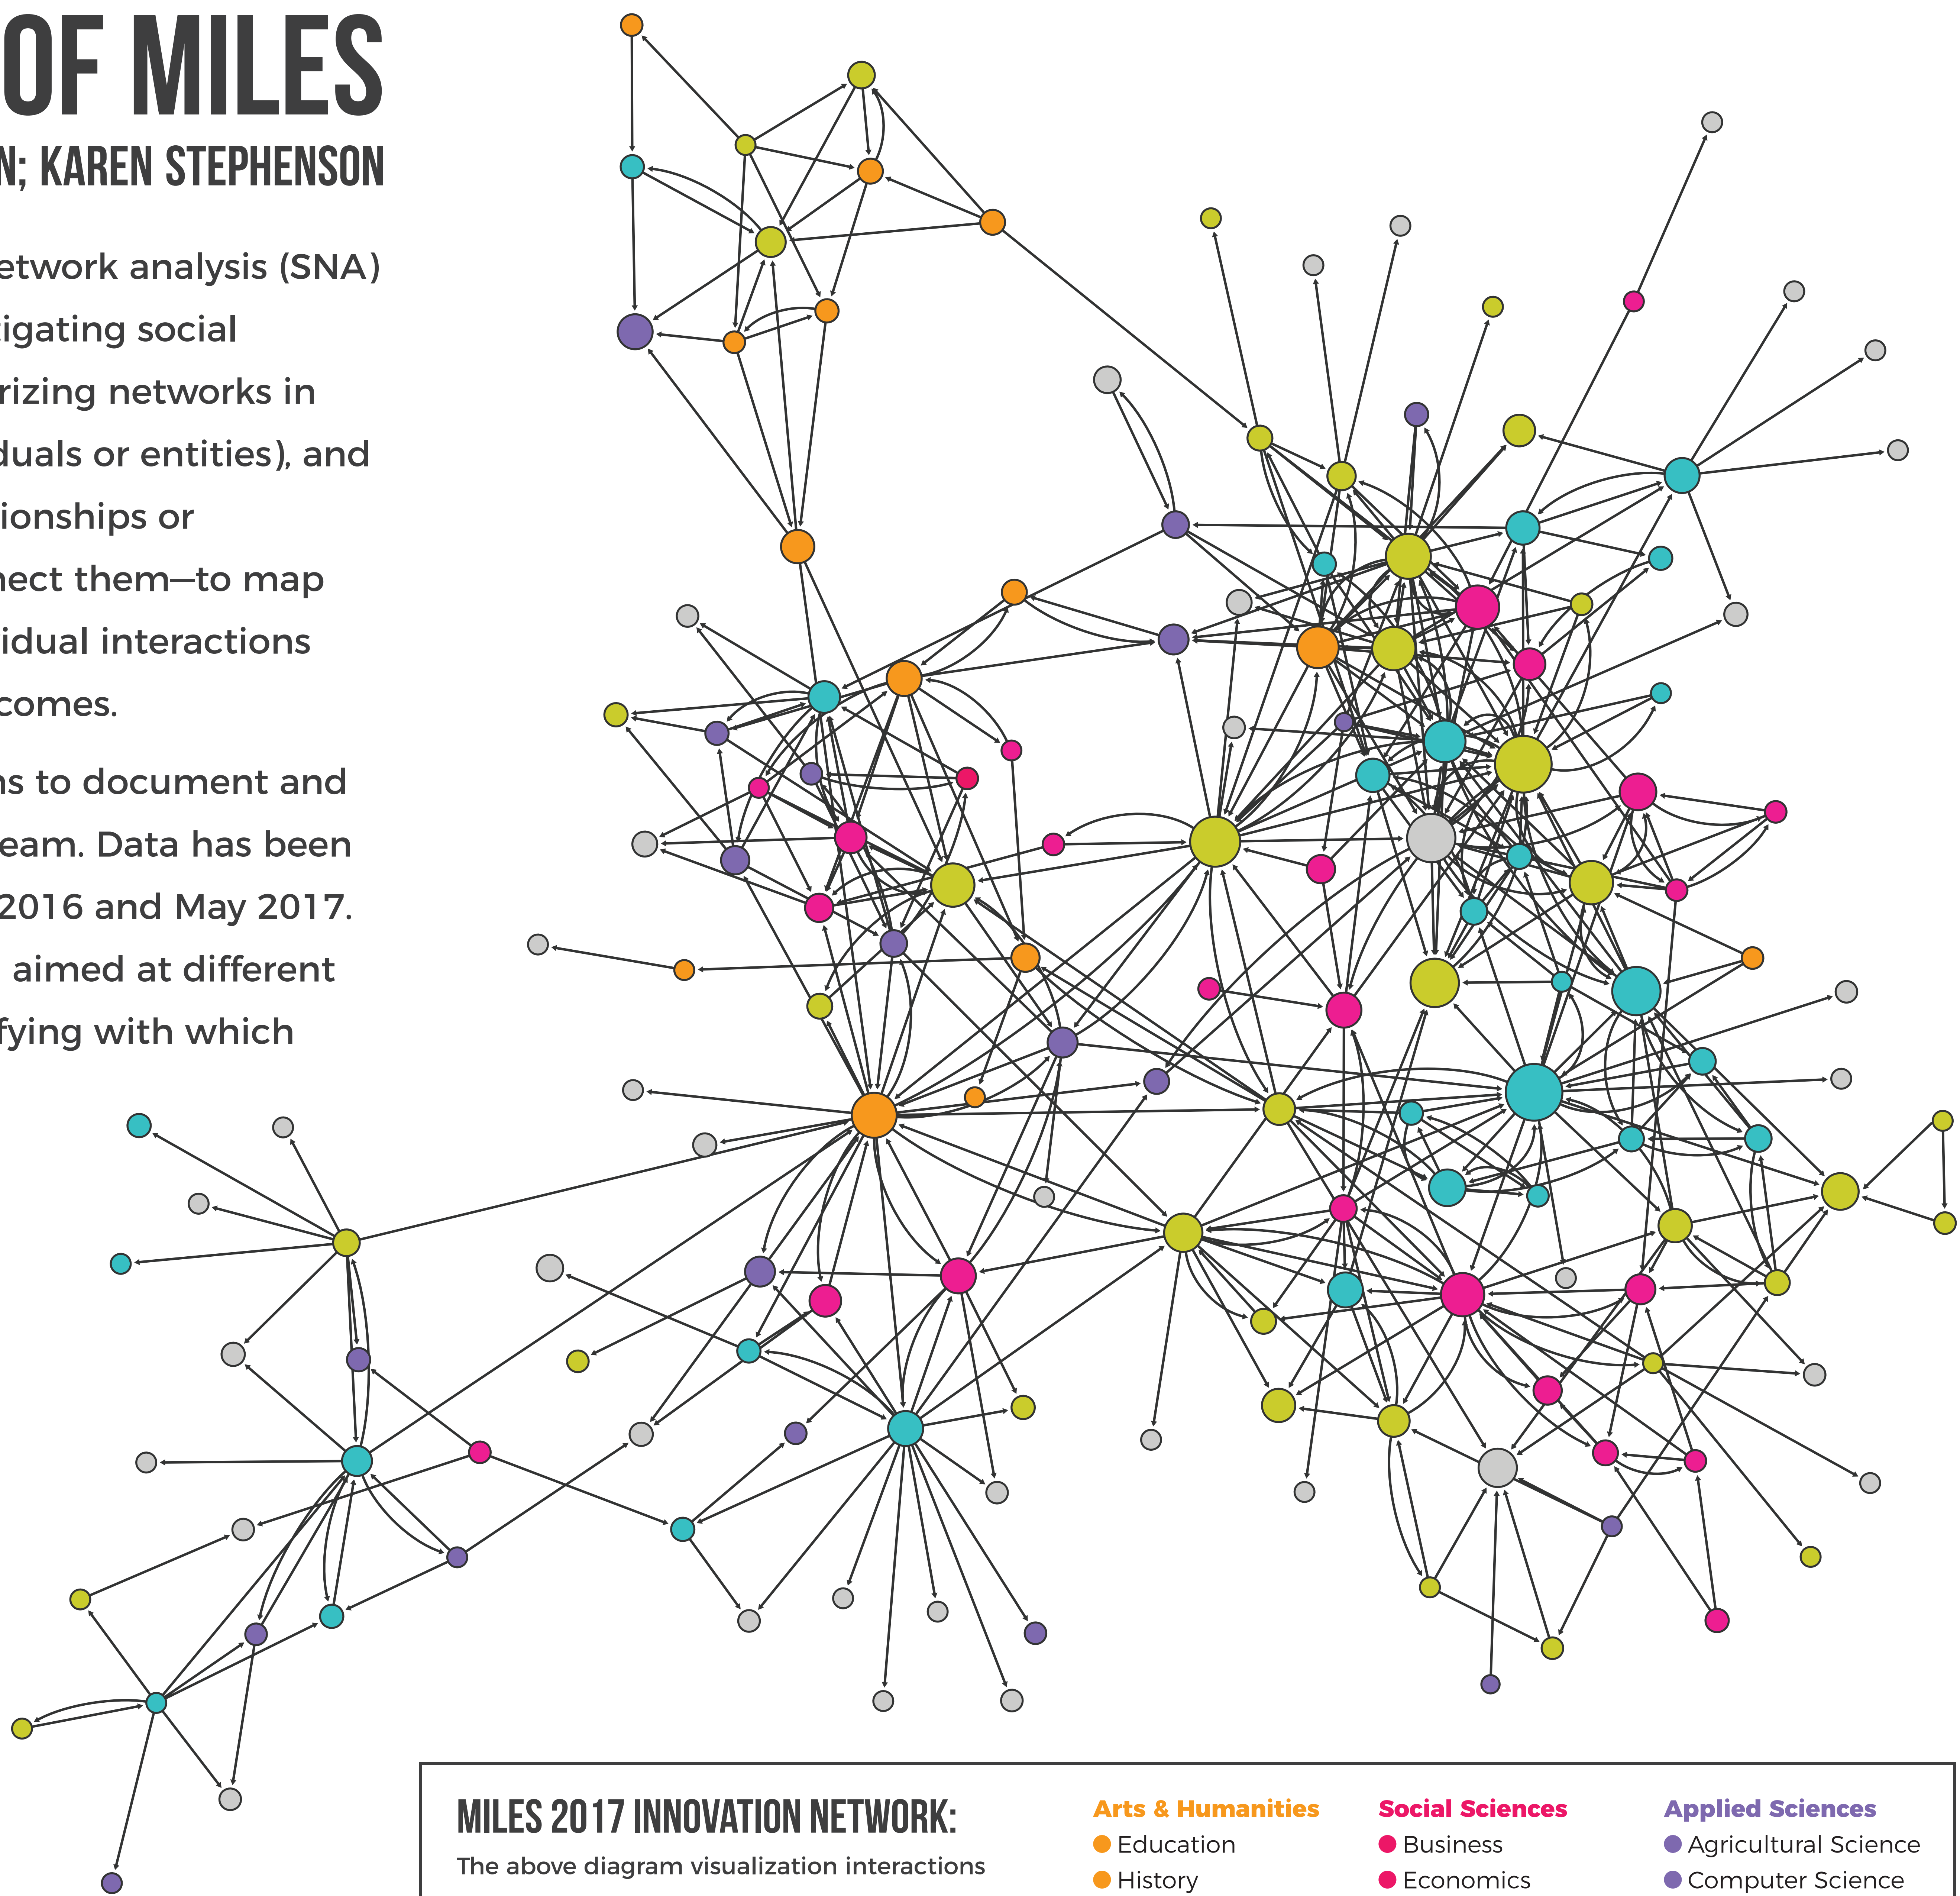 OF MILES
N; KAREN STEPHENSON
etwork analysis (SNA)
tigating social
rizing networks in
duals or entities), and
ionships or
nect them—to map
vidual interactions
comes.
ns to document and
eam. Data has been
2016 and May 2017.
aimed at different
fying with which
MILES 2017 INNOVATION NETWORK:
The above diagram visualization interactions
Arts & Humanities
Education
History
Social Sciences
Business
Economics
Applied Sciences
Agricultural Science
Computer Science